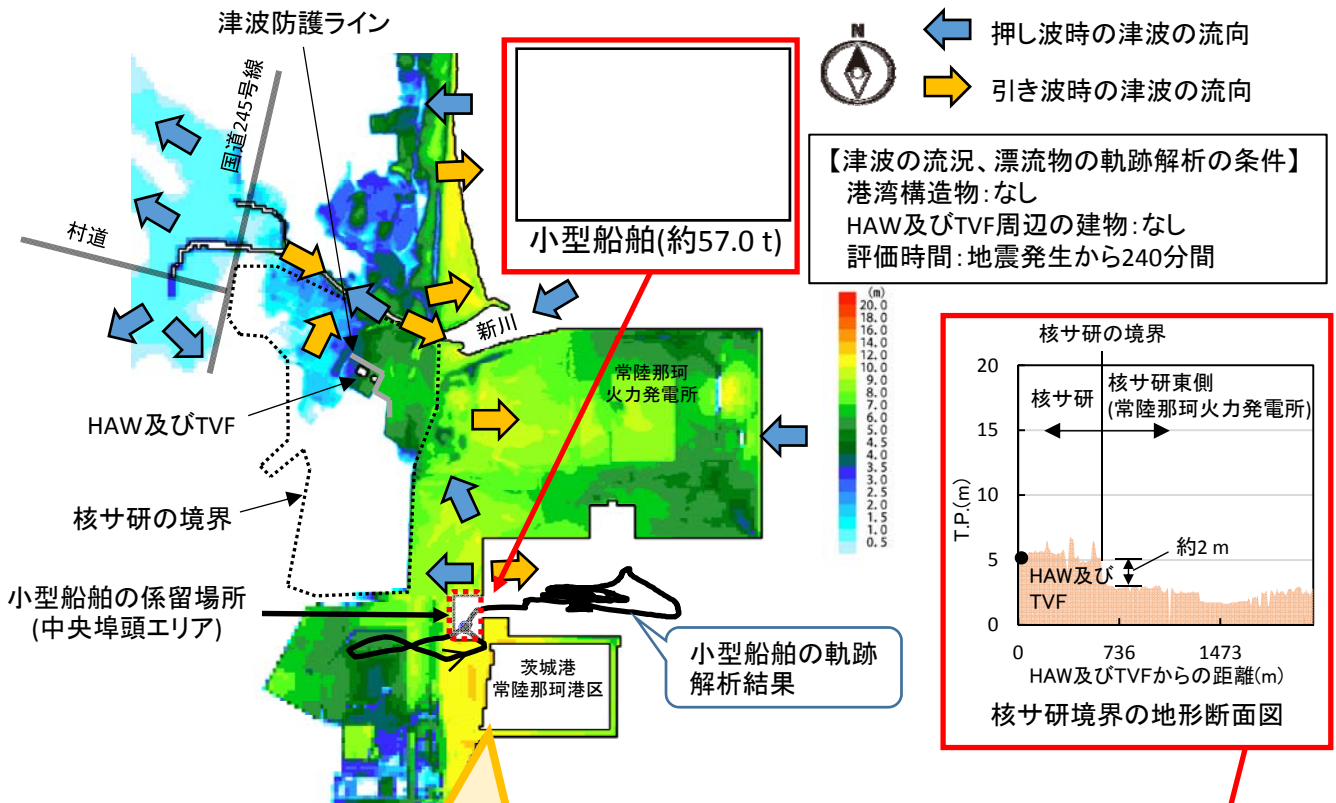 津波防護ライン
N
押し波時の津波の流向
引き波時の津波の流向
国道245号線
村道
小型船舶(約57.0 t)
【津波の流況、漂流物の軌跡解析の条件】
港湾構造物：なし
HAW及びTVF周辺の建物：なし
評価時間：地震発生から240分間
新川
常陸那珂
火力発電所
(m)
20.0
18.0
16.0
14.0
12.0
10.0
9.0
8.0
7.0
6.0
5.0
4.0
3.5
3.0
2.5
2.0
1.5
1.0
0.5
HAW及びTVF
核サ研の境界
小型船舶の係留場所
(中央埠頭エリア)
茨城港
常陸那珂港区
小型船舶の軌跡
解析結果
核サ研の境界
核サ研
核サ研東側
(常陸那珂火力発電所)
T.P.(m)
20
15
10
5
0
約2 m
HAW及び
TVF
0
736
1473
HAW及びTVFからの距離(m)
核サ研境界の地形断面図